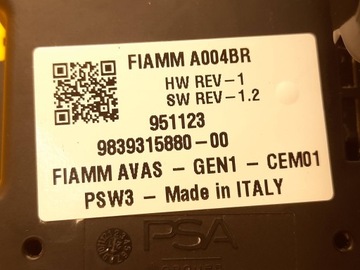 FIAMM A004BR
HW REV-1
SW REV-1.2
951123
9839315880-00
FIAMM AVAS - GEN1 - CEM01
PSW3 - Made in ITALY
PSA